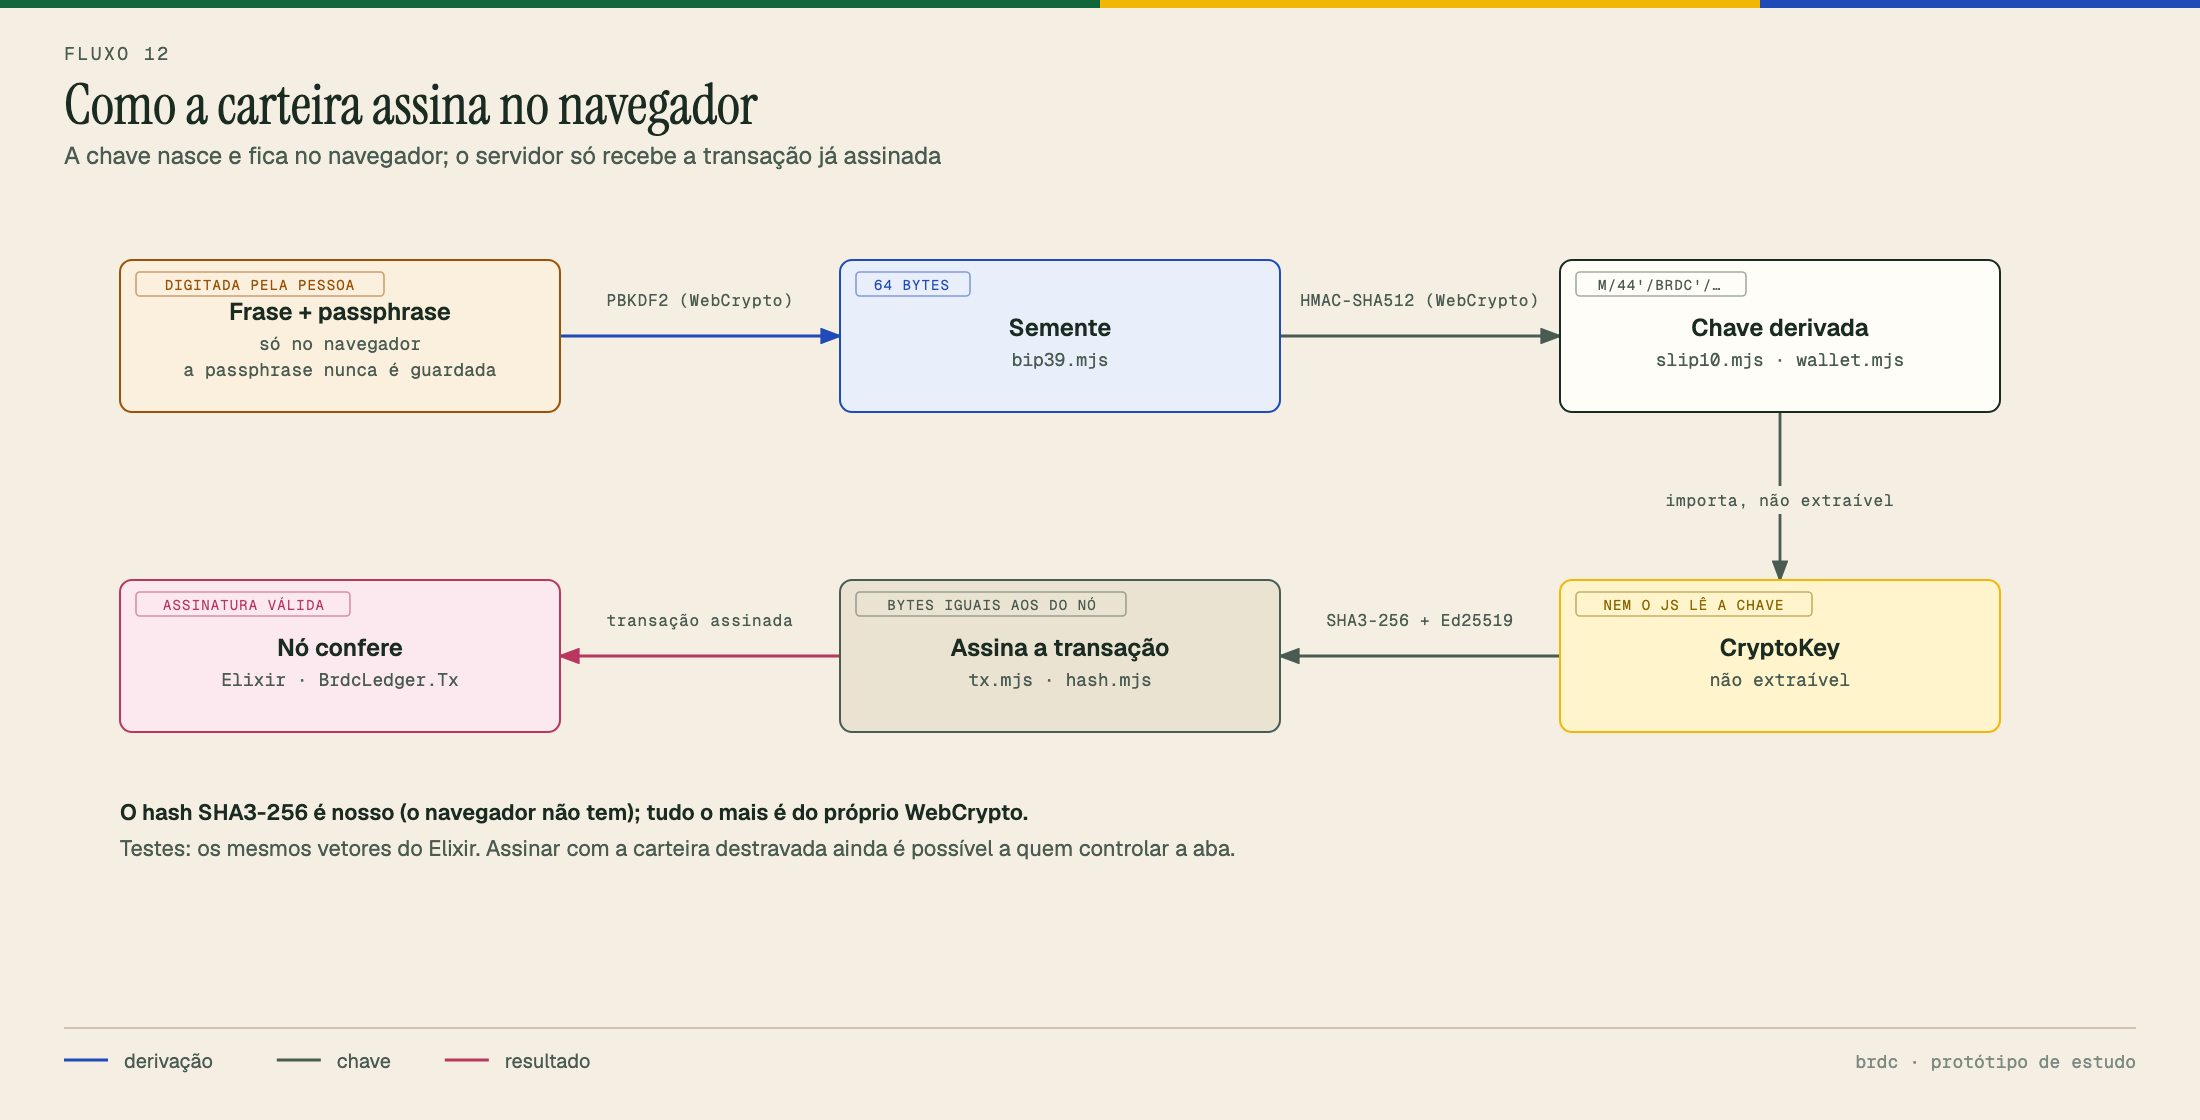 FLUXO 12
Como a carteira assina no navegador
A chave nasce e fica no navegador; o servidor só recebe a transação já assinada
DIGITADA PELA PESSOA
Frase + passphrase
só no navegador
a passphrase nunca é guardada
PBKDF2 (WebCrypto)
64 BYTES
Semente
bip39.mjs
HMAC-SHA512 (WebCrypto)
M/44'/BRDC'/…
Chave derivada
slip10.mjs · wallet.mjs
importa, não extraível
NEM O JS LÊ A CHAVE
CryptoKey
não extraível
SHA3-256 + Ed25519
BYTES IGUAIS AOS DO NÓ
Assina a transação
tx.mjs · hash.mjs
transação assinada
ASSINATURA VÁLIDA
Nó confere
Elixir · BrdcLedger.Tx
O hash SHA3-256 é nosso (o navegador não tem); tudo o mais é do próprio WebCrypto.
Testes: os mesmos vetores do Elixir. Assinar com a carteira destravada ainda é possível a quem controlar a aba.
derivação
chave
resultado
brdc · protótipo de estudo